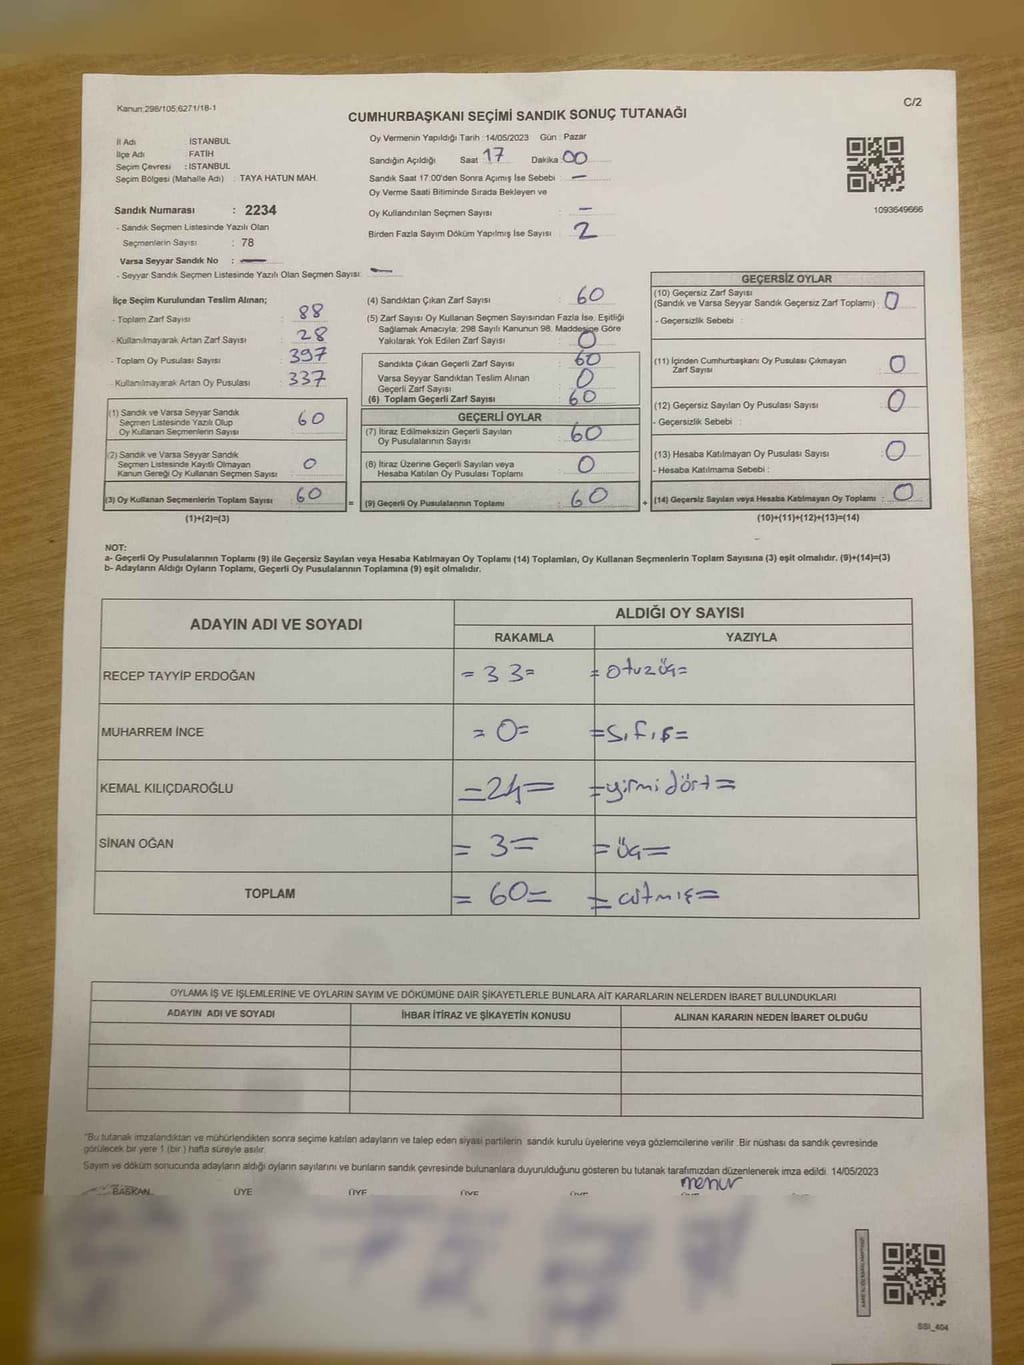 Kanun:298/105,6271/18-1
C/2
CUMHURBAŞKANI SEÇİMİ SANDIK SONUÇ TUTANAĞI
İl Adı : İSTANBUL
İlçe Adı : FATİH
Seçim Çevresi : İSTANBUL
Seçim Bölgesi (Mahalle Adı) : TAYA HATUN MAH.
Sandık Numarası : 2234
- Sandık Seçmen Listesinde Yazılı Olan
Seçmenlerin Sayısı : 78
Varsa Seyyar Sandık No : —
- Seyyar Sandık Seçmen Listesinde Yazılı Olan Seçmen Sayısı: —
Oy Vermenin Yapıldığı Tarih :14/05/2023 Gün : Pazar
Sandığın Açıldığı Saat 17 Dakika 00
Sandık Saat 17:00'den Sonra Açımış İse Sebebi : —
Oy Verme Saati Bitiminde Sırada Bekleyen ve
Oy Kullandırılan Seçmen Sayısı : —
Birden Fazla Sayım Döküm Yapılmış İse Sayısı : 2
1093649666
İlçe Seçim Kurulundan Teslim Alınan;
- Toplam Zarf Sayısı : 88
- Kullanılmayarak Artan Zarf Sayısı : 28
- Toplam Oy Pusulası Sayısı : 397
- Kullanılmayarak Artan Oy Pusulası : 337
(1) Sandık ve Varsa Seyyar Sandık
Seçmen Listesinde Yazılı Olup
Oy Kullanan Seçmenlerin Sayısı : 60
(2) Sandık ve Varsa Seyyar Sandık
Seçmen Listesinde Kayıtlı Olmayan
Kanun Gereği Oy Kullanan Seçmen Sayısı : 0
(3) Oy Kullanan Seçmenlerin Toplam Sayısı : 60
(1)+(2)=(3)
(4) Sandıktan Çıkan Zarf Sayısı : 60
(5) Zarf Sayısı Oy Kullanan Seçmen Sayısından Fazla İse, Eşitliği
Sağlamak Amacıyla; 298 Sayılı Kanunun 98. Maddesine Göre
Yakılarak Yok Edilen Zarf Sayısı : 0
Sandıkta Çıkan Geçerli Zarf Sayısı : 60
Varsa Seyyar Sandıktan Teslim Alınan
Geçerli Zarf Sayısı : 0
(6) Toplam Geçerli Zarf Sayısı : 60
GEÇERLİ OYLAR
(7) İtiraz Edilmeksizin Geçerli Sayılan
Oy Pusulalarının Sayısı : 60
(8) İtiraz Üzerine Geçerli Sayılan veya
Hesaba Katılan Oy Pusulası Toplamı : 0
= (9) Geçerli Oy Pusulalarının Toplamı : 60
GEÇERSİZ OYLAR
(10) Geçersiz Zarf Sayısı
(Sandık ve Varsa Seyyar Sandık Geçersiz Zarf Toplamı) : 0
- Geçersizlik Sebebi :
(11) İçinden Cumhurbaşkanı Oy Pusulası Çıkmayan
Zarf Sayısı : 0
(12) Geçersiz Sayılan Oy Pusulası Sayısı : 0
- Geçersizlik Sebebi :
(13) Hesaba Katılmayan Oy Pusulası Sayısı : 0
- Hesaba Katılmama Sebebi :
+ (14) Geçersiz Sayılan veya Hesaba Katılmayan Oy Toplamı : 0
(10)+(11)+(12)+(13)=(14)
NOT:
a- Geçerli Oy Pusulalarının Toplamı (9) ile Geçersiz Sayılan veya Hesaba Katılmayan Oy Toplamı (14) Toplamları, Oy Kullanan Seçmenlerin Toplam Sayısına (3) eşit olmalıdır. (9)+(14)=(3)
b- Adayların Aldığı Oyların Toplamı, Geçerli Oy Pusulalarının Toplamına (9) eşit olmalıdır.
ADAYIN ADI VE SOYADI
ALDIĞI OY SAYISI
RAKAMLA YAZIYLA
RECEP TAYYİP ERDOĞAN =33= =otuzüç=
MUHARREM İNCE =0= =sıfır=
KEMAL KILIÇDAROĞLU =24= =yirmidört=
SİNAN OĞAN =3= =üç=
TOPLAM =60= =altmış=
OYLAMA İŞ VE İŞLEMLERİNE VE OYLARIN SAYIM VE DÖKÜMÜNE DAİR ŞİKAYETLERLE BUNLARA AİT KARARLARIN NELERDEN İBARET BULUNDUKLARI
ADAYIN ADI VE SOYADI İHBAR İTİRAZ VE ŞİKAYETİN KONUSU ALINAN KARARIN NEDEN İBARET OLDUĞU
"Bu tutanak imzalandıktan ve mühürlendikten sonra seçime katılan adayların ve talep eden siyasi partilerin sandık kurulu üyelerine veya gözlemcilerine verilir. Bir nüshası da sandık çevresinde
görülecek bir yere 1 (bir) hafta süreyle asılır.
Sayım ve döküm sonucunda adayların aldığı oyların sayılarını ve bunların sandık çevresinde bulunanlara duyurulduğunu gösteren bu tutanak tarafımızdan düzenlenerek imza edildi. 14/05/2023
memur
BAŞKAN ÜYE ÜYE ÜYE ÜYE ÜYE ÜYE
SSI_404